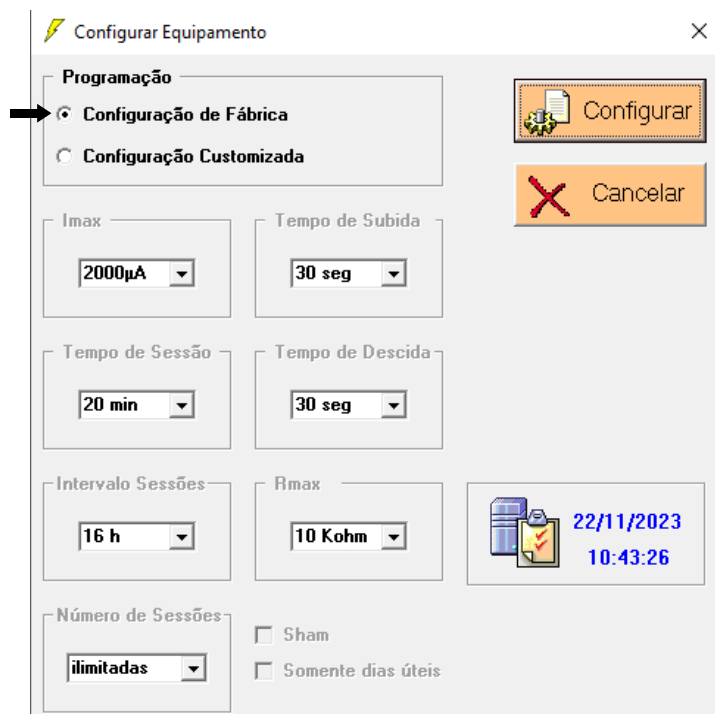 Configurar Equipamento
Programação
Configuração de Fábrica
Configuração Customizada
Configurar
Cancelar
Imax
2000µA
Tempo de Subida
30 seg
Tempo de Sessão
20 min
Tempo de Descida
30 seg
Intervalo Sessões
16 h
Rmax
10 Kohm
22/11/2023
10:43:26
Número de Sessões
ilimitadas
Sham
Somente dias úteis